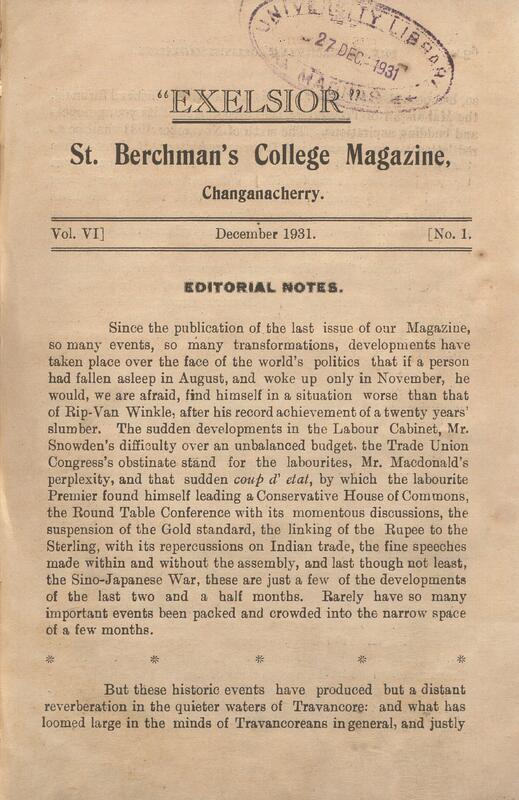 UNIVERSITY LIBRARY
27 DEC. 1931
MADRAS
"EXELSIOR"
St. Berchman's College Magazine,
Changanacherry.
Vol. VI] December 1931. [No. 1.
EDITORIAL NOTES.
Since the publication of the last issue of our Magazine,
so many events, so many transformations, developments have
taken place over the face of the world's politics that if a person
had fallen asleep in August, and woke up only in November, he
would, we are afraid, find himself in a situation worse than that
of Rip-Van Winkle, after his record achievement of a twenty years'
slumber. The sudden developments in the Labour Cabinet, Mr.
Snowden's difficulty over an unbalanced budget, the Trade Union
Congress's obstinate stand for the labourites, Mr. Macdonald's
perplexity, and that sudden coup d' etat, by which the labourite
Premier found himself leading a Conservative House of Commons,
the Round Table Conference with its momentous discussions, the
suspension of the Gold standard, the linking of the Rupee to the
Sterling, with its repercussions on Indian trade, the fine speeches
made within and without the assembly, and last though not least,
the Sino-Japanese War, these are just a few of the developments
of the last two and a half months. Rarely have so many
important events been packed and crowded into the narrow space
of a few months.
* * * * *
But these historic events have produced but a distant
reverberation in the quieter waters of Travancore: and what has
loomed large in the minds of Travancoreans in general, and justly